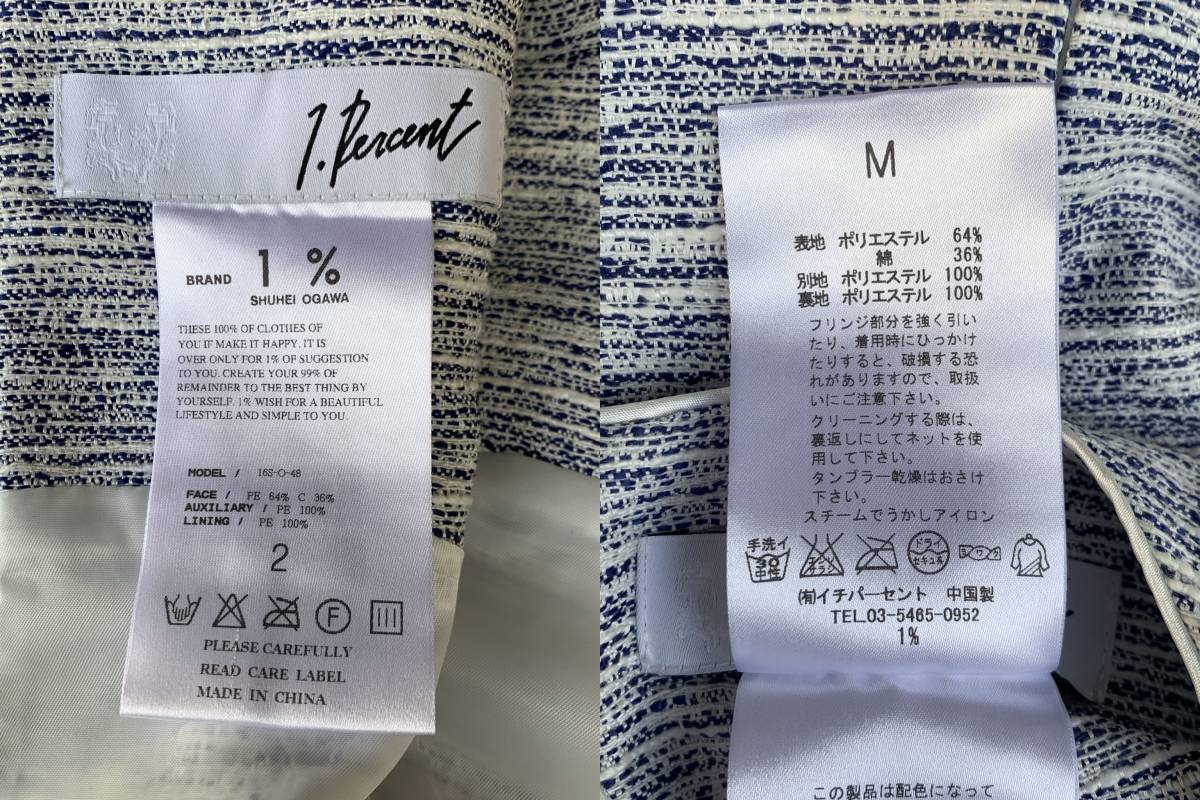 1.Percent
BRAND 1 %
SHUHEI OGAWA
THESE 100% OF CLOTHES OF
YOU IF MAKE IT HAPPY. IT IS
OVER ONLY FOR 1% OF SUGGESTION
TO YOU. CREATE YOUR 99% OF
REMAINDER TO THE BEST THING BY
YOURSELF. 1% WISH FOR A BEAUTIFUL
LIFESTYLE AND SIMPLE TO YOU.
MODEL / 16S-O-48
FACE / PE 64% C 36%
AUXILIARY / PE 100%
LINING / PE 100%
2
F
PLEASE CAREFULLY
READ CARE LABEL
MADE IN CHINA
M
表地 ポリエステル 64%
綿 36%
別地 ポリエステル 100%
裏地 ポリエステル 100%
フリンジ部分を強く引い
たり、着用時にひっかけ
たりすると、破損する恐
れがありますので、取扱
いにご注意下さい。
クリーニングする際は、
裏返しにしてネットを使
用して下さい。
タンブラー乾燥はおさけ
下さい。
スチームでうかしアイロン
手洗イ
30
中性
エンソ
サラシ
ドライ
セキユ系
ヨワク
㈲イチパーセント 中国製
TEL.03-5465-0952
1%
この製品は配色になって